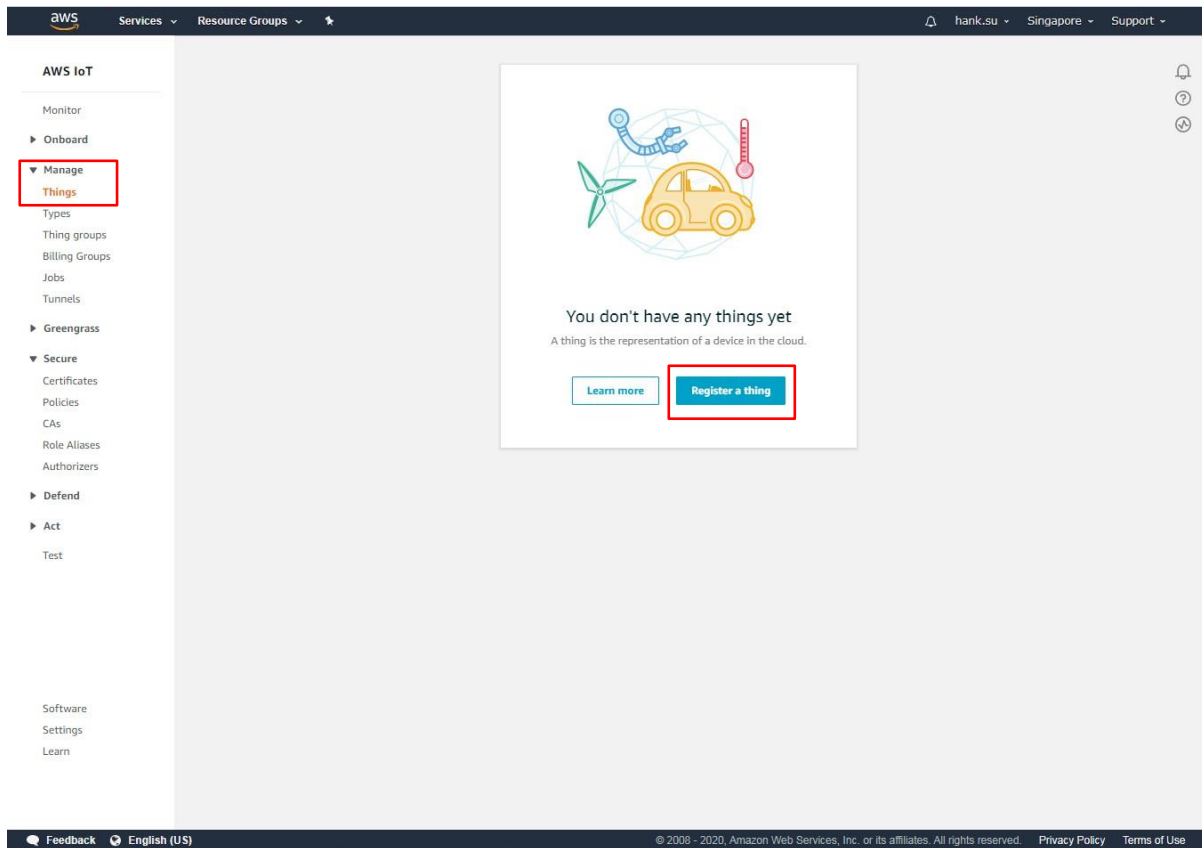 aws Services Resource Groups hank.su Singapore Support
AWS IoT
Monitor
Onboard
Manage
Things
Types
Thing groups
Billing Groups
Jobs
Tunnels
Greengrass
Secure
Certificates
Policies
CAs
Role Aliases
Authorizers
Defend
Act
Test
Software
Settings
Learn
You don't have any things yet
A thing is the representation of a device in the cloud.
Learn more Register a thing
Feedback English (US) © 2008 - 2020, Amazon Web Services, Inc. or its affiliates. All rights reserved. Privacy Policy Terms of Use